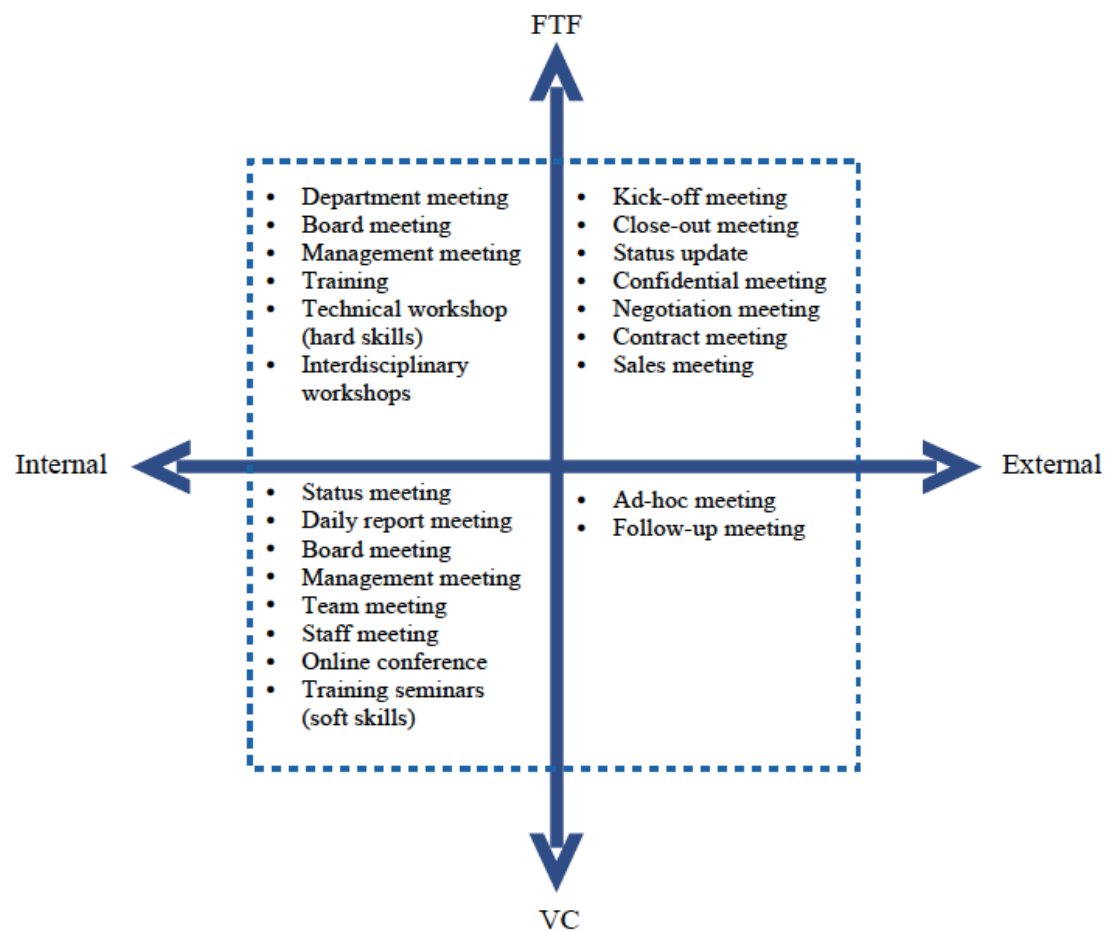 FTF
• Department meeting
• Board meeting
• Management meeting
• Training
• Technical workshop
(hard skills)
• Interdisciplinary
workshops
• Kick-off meeting
• Close-out meeting
• Status update
• Confidential meeting
• Negotiation meeting
• Contract meeting
• Sales meeting
Internal
External
• Status meeting
• Daily report meeting
• Board meeting
• Management meeting
• Team meeting
• Staff meeting
• Online conference
• Training seminars
(soft skills)
• Ad-hoc meeting
• Follow-up meeting
VC